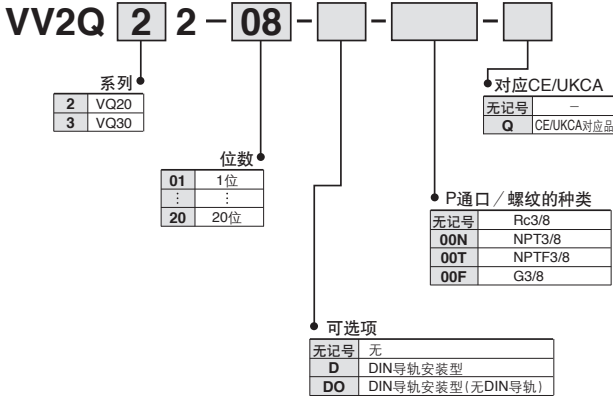 VV2Q 2 2 - 08 - -  -
系列
2 VQ20
3 VQ30
对应CE/UKCA
无记号 －
Q CE/UKCA对应品
位数
01 1位
⋮ ⋮
20 20位
P通口／螺纹的种类
无记号 Rc3/8
00N NPT3/8
00T NPTF3/8
00F G3/8
可选项
无记号 无
D DIN导轨安装型
DO DIN导轨安装型（无DIN导轨）